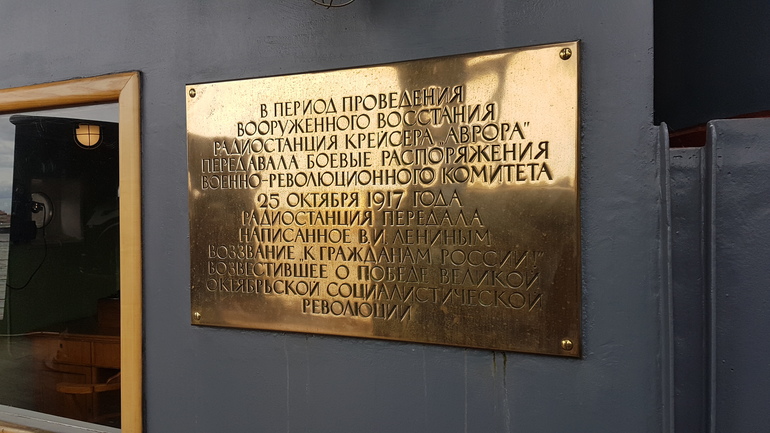 В ПЕРИОД ПРОВЕДЕНИЯ
ВООРУЖЕННОГО ВОССТАНИЯ
РАДИОСТАНЦИЯ КРЕЙСЕРА „АВРОРА"
ПЕРЕДАВАЛА БОЕВЫЕ РАСПОРЯЖЕНИЯ
ВОЕННО-РЕВОЛЮЦИОННОГО КОМИТЕТА
25 ОКТЯБРЯ 1917 ГОДА
РАДИОСТАНЦИЯ ПЕРЕДАЛА
НАПИСАННОЕ В.И. ЛЕНИНЫМ
ВОЗЗВАНИЕ „К ГРАЖДАНАМ РОССИИ!"
ВОЗВЕСТИВШЕЕ О ПОБЕДЕ ВЕЛИКОЙ
ОКТЯБРЬСКОЙ СОЦИАЛИСТИЧЕСКОЙ
РЕВОЛЮЦИИ